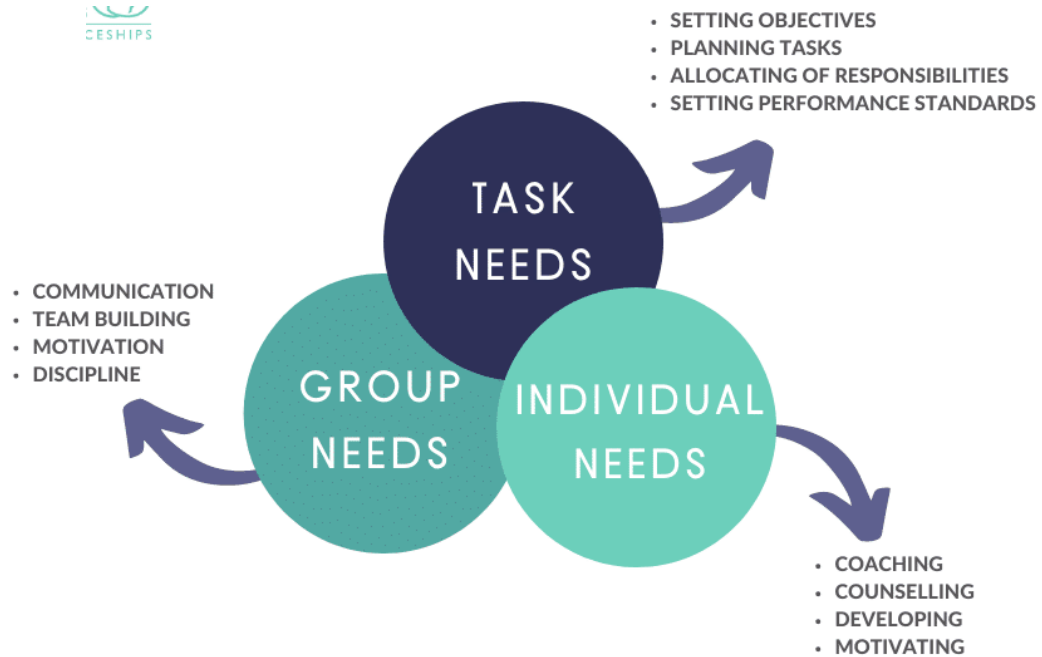 CESHIPS
• SETTING OBJECTIVES
• PLANNING TASKS
• ALLOCATING OF RESPONSIBILITIES
• SETTING PERFORMANCE STANDARDS
TASK
NEEDS
• COMMUNICATION
• TEAM BUILDING
• MOTIVATION
• DISCIPLINE
GROUP
NEEDS
INDIVIDUAL
NEEDS
• COACHING
• COUNSELLING
• DEVELOPING
• MOTIVATING